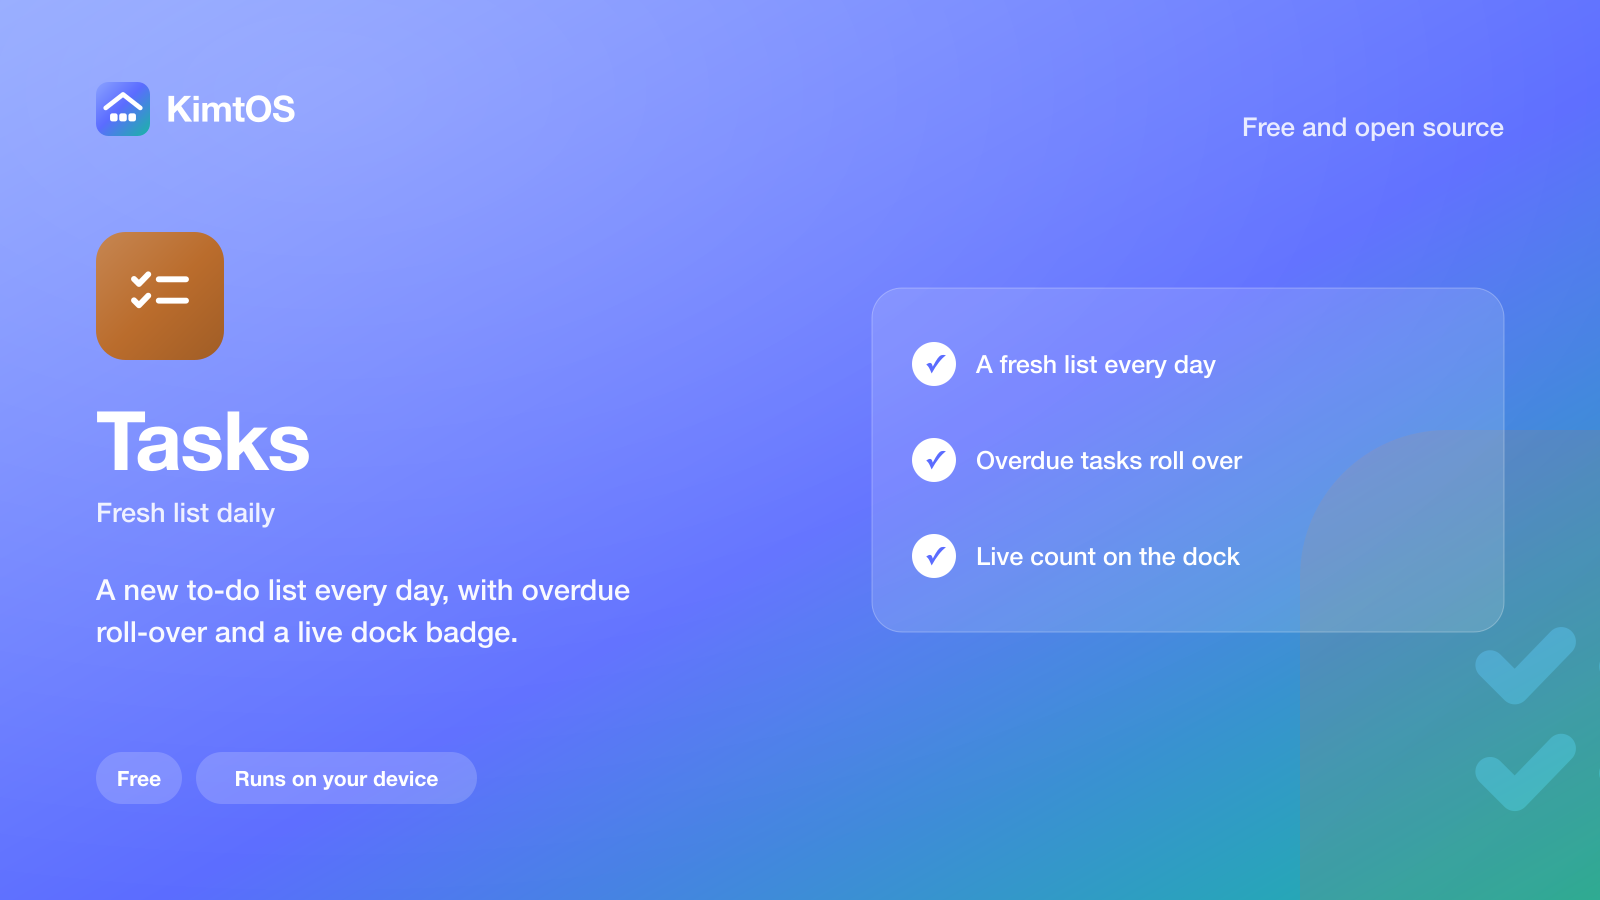 KimtOS
Free and open source
Tasks
Fresh list daily
A new to-do list every day, with overdue
roll-over and a live dock badge.
A fresh list every day
Overdue tasks roll over
Live count on the dock
Free
Runs on your device